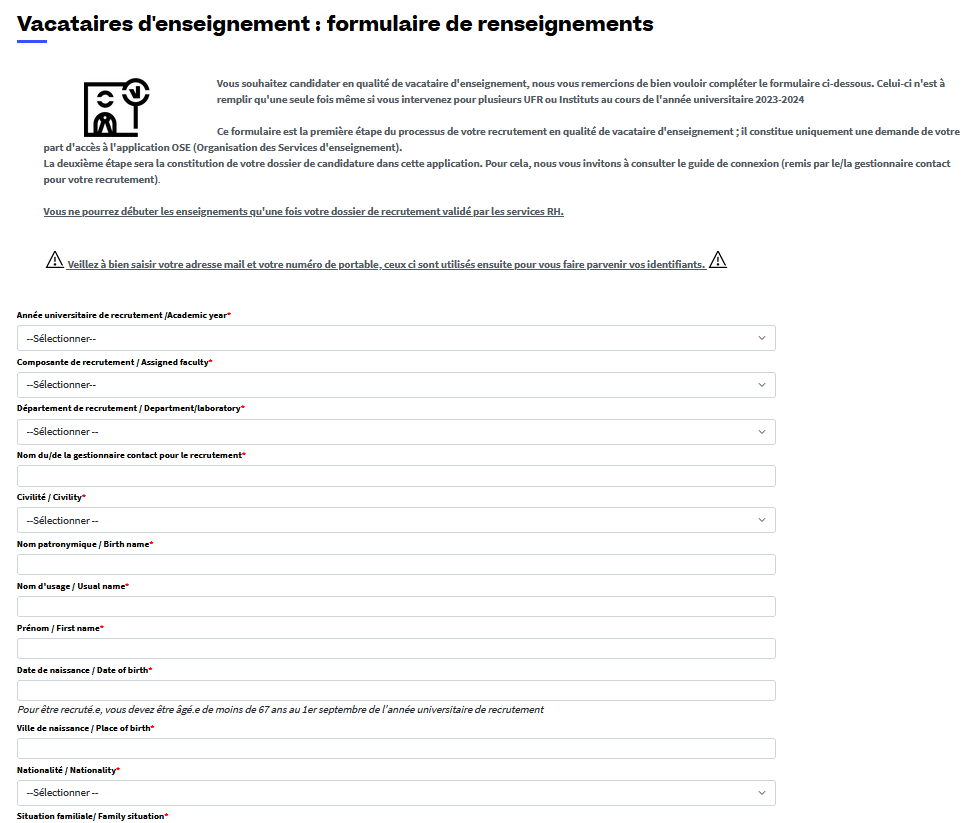 Vacataires d'enseignement : formulaire de renseignements
Vous souhaitez candidater en qualité de vacataire d'enseignement, nous vous remercions de bien vouloir compléter le formulaire ci-dessous. Celui-ci n'est à
remplir qu'une seule fois même si vous intervenez pour plusieurs UFR ou Instituts au cours de l'année universitaire 2023-2024
Ce formulaire est la première étape du processus de votre recrutement en qualité de vacataire d'enseignement ; il constitue uniquement une demande de votre
part d'accès à l'application OSE (Organisation des Services d'enseignement).
La deuxième étape sera la constitution de votre dossier de candidature dans cette application. Pour cela, nous vous invitons à consulter le guide de connexion (remis par le/la gestionnaire contact
pour votre recrutement).
Vous ne pourrez débuter les enseignements qu'une fois votre dossier de recrutement validé par les services RH.
Veillez à bien saisir votre adresse mail et votre numéro de portable, ceux ci sont utilisés ensuite pour vous faire parvenir vos identifiants.
Année universitaire de recrutement /Academic year*
--Sélectionner--
Composante de recrutement / Assigned faculty*
--Sélectionner--
Département de recrutement / Department/laboratory*
--Sélectionner --
Nom du/de la gestionnaire contact pour le recrutement*
Civilité / Civility*
--Sélectionner --
Nom patronymique / Birth name*
Nom d'usage / Usual name*
Prénom / First name*
Date de naissance / Date of birth*
Pour être recruté.e, vous devez être âgé.e de moins de 67 ans au 1er septembre de l'année universitaire de recrutement
Ville de naissance / Place of birth*
Nationalité / Nationality*
--Sélectionner --
Situation familiale/ Family situation*